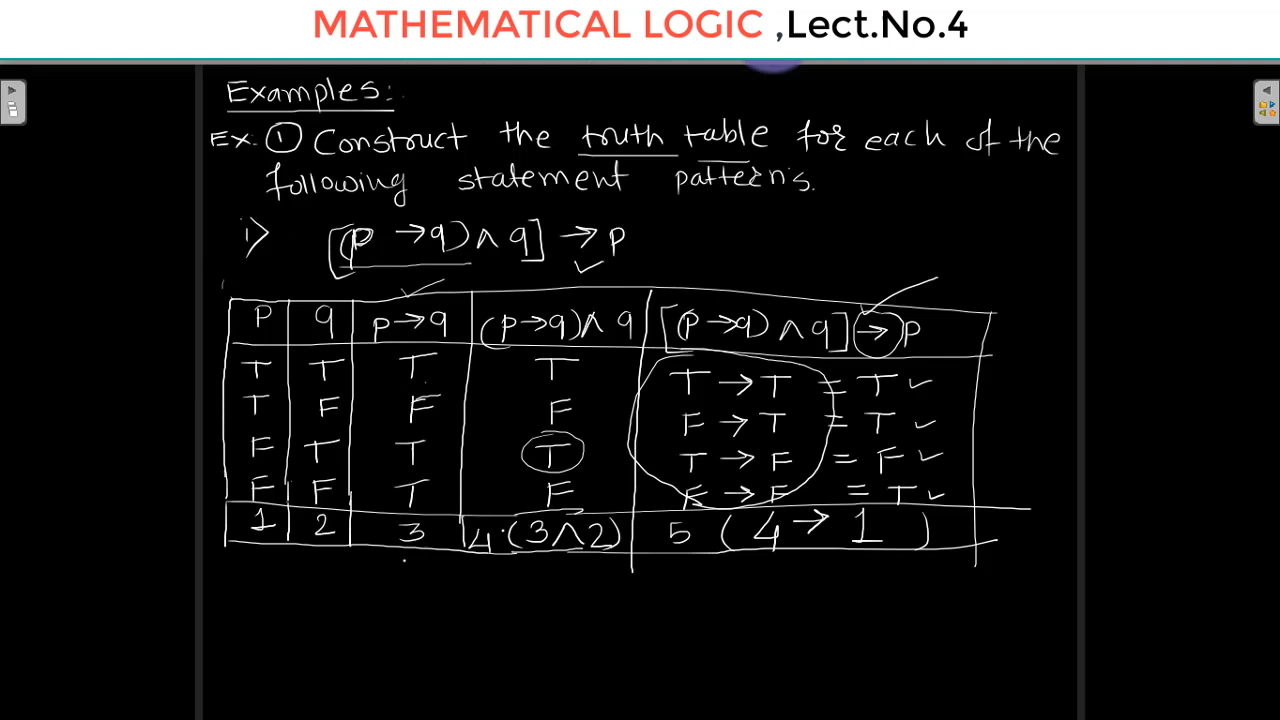 MATHEMATICAL LOGIC ,Lect.No.4
Examples:
Ex. ① Construct the truth table for each of the
following statement patterns.
i) [(p → q) ∧ q] → p
p q p → q (p → q) ∧ q [(p → q) ∧ q] → p
T T T T T → T = T ✓
T F F F F → T = T ✓
F T T T T → F = F ✓
F F T F F → F = T ✓
1 2 3 4.(3∧2) 5 ( 4 → 1 )